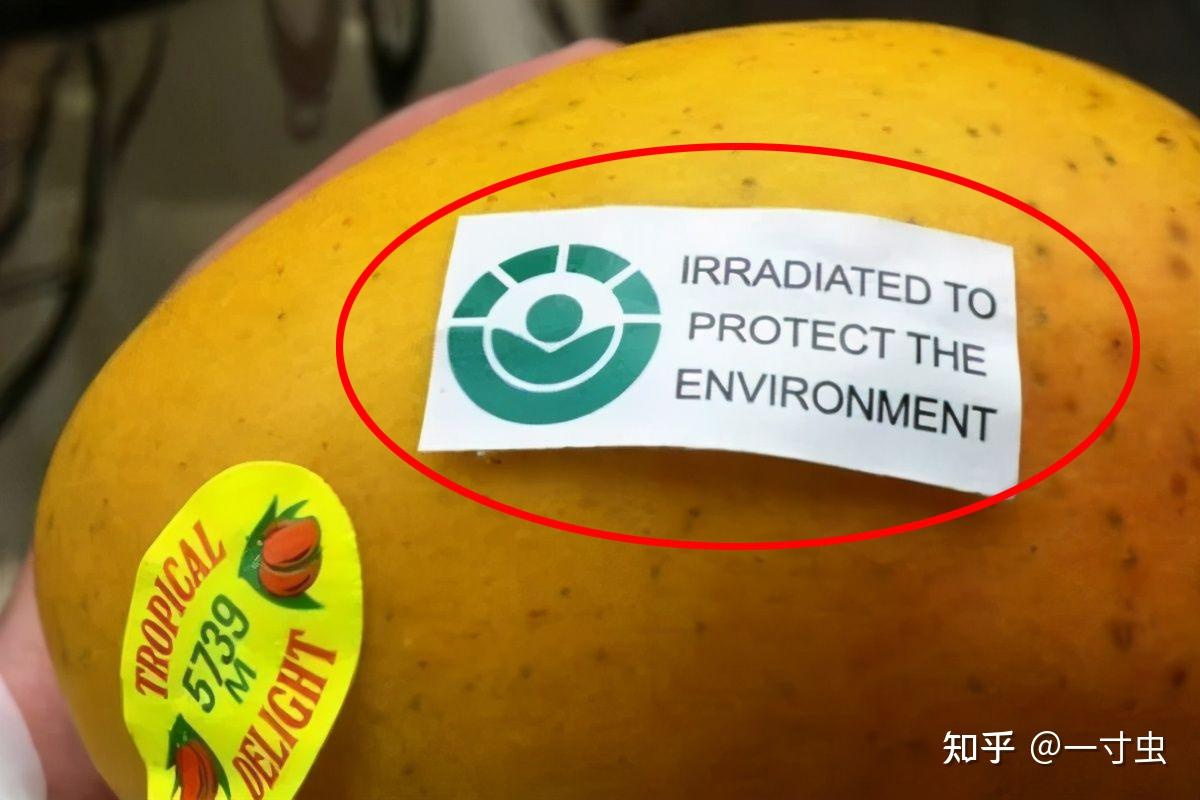 IRRADIATED TO
PROTECT THE
ENVIRONMENT
TROPICAL
5739
M
DELIGHT
知乎 @一寸虫